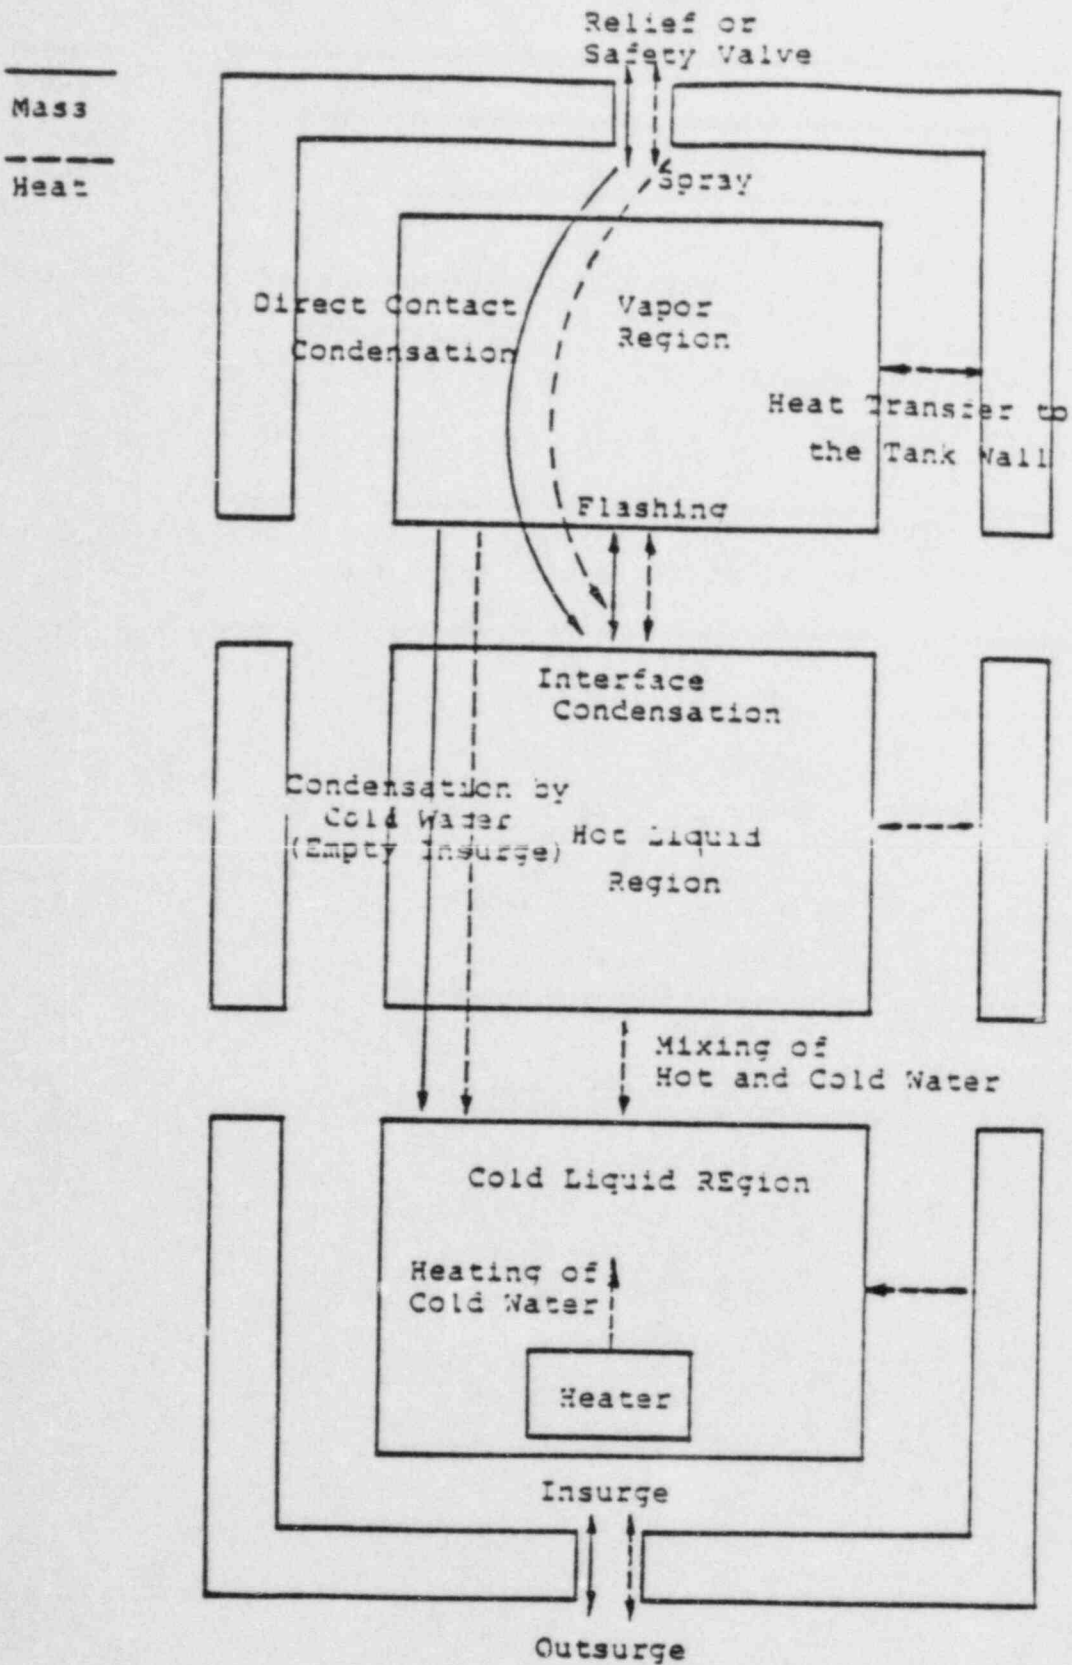 Relief or
Safety Valve
Mass
Heat
Spray
Direct Contact
Condensation
Vapor
Region
Heat Transfer to
the Tank Wall
Flashing
Interface
Condensation
Condensation by
Cold Water
(Empty Insurge)
Hot Liquid
Region
Mixing of
Hot and Cold Water
Cold Liquid REgion
Heating of
Cold Water
Heater
Insurge
Outsurge